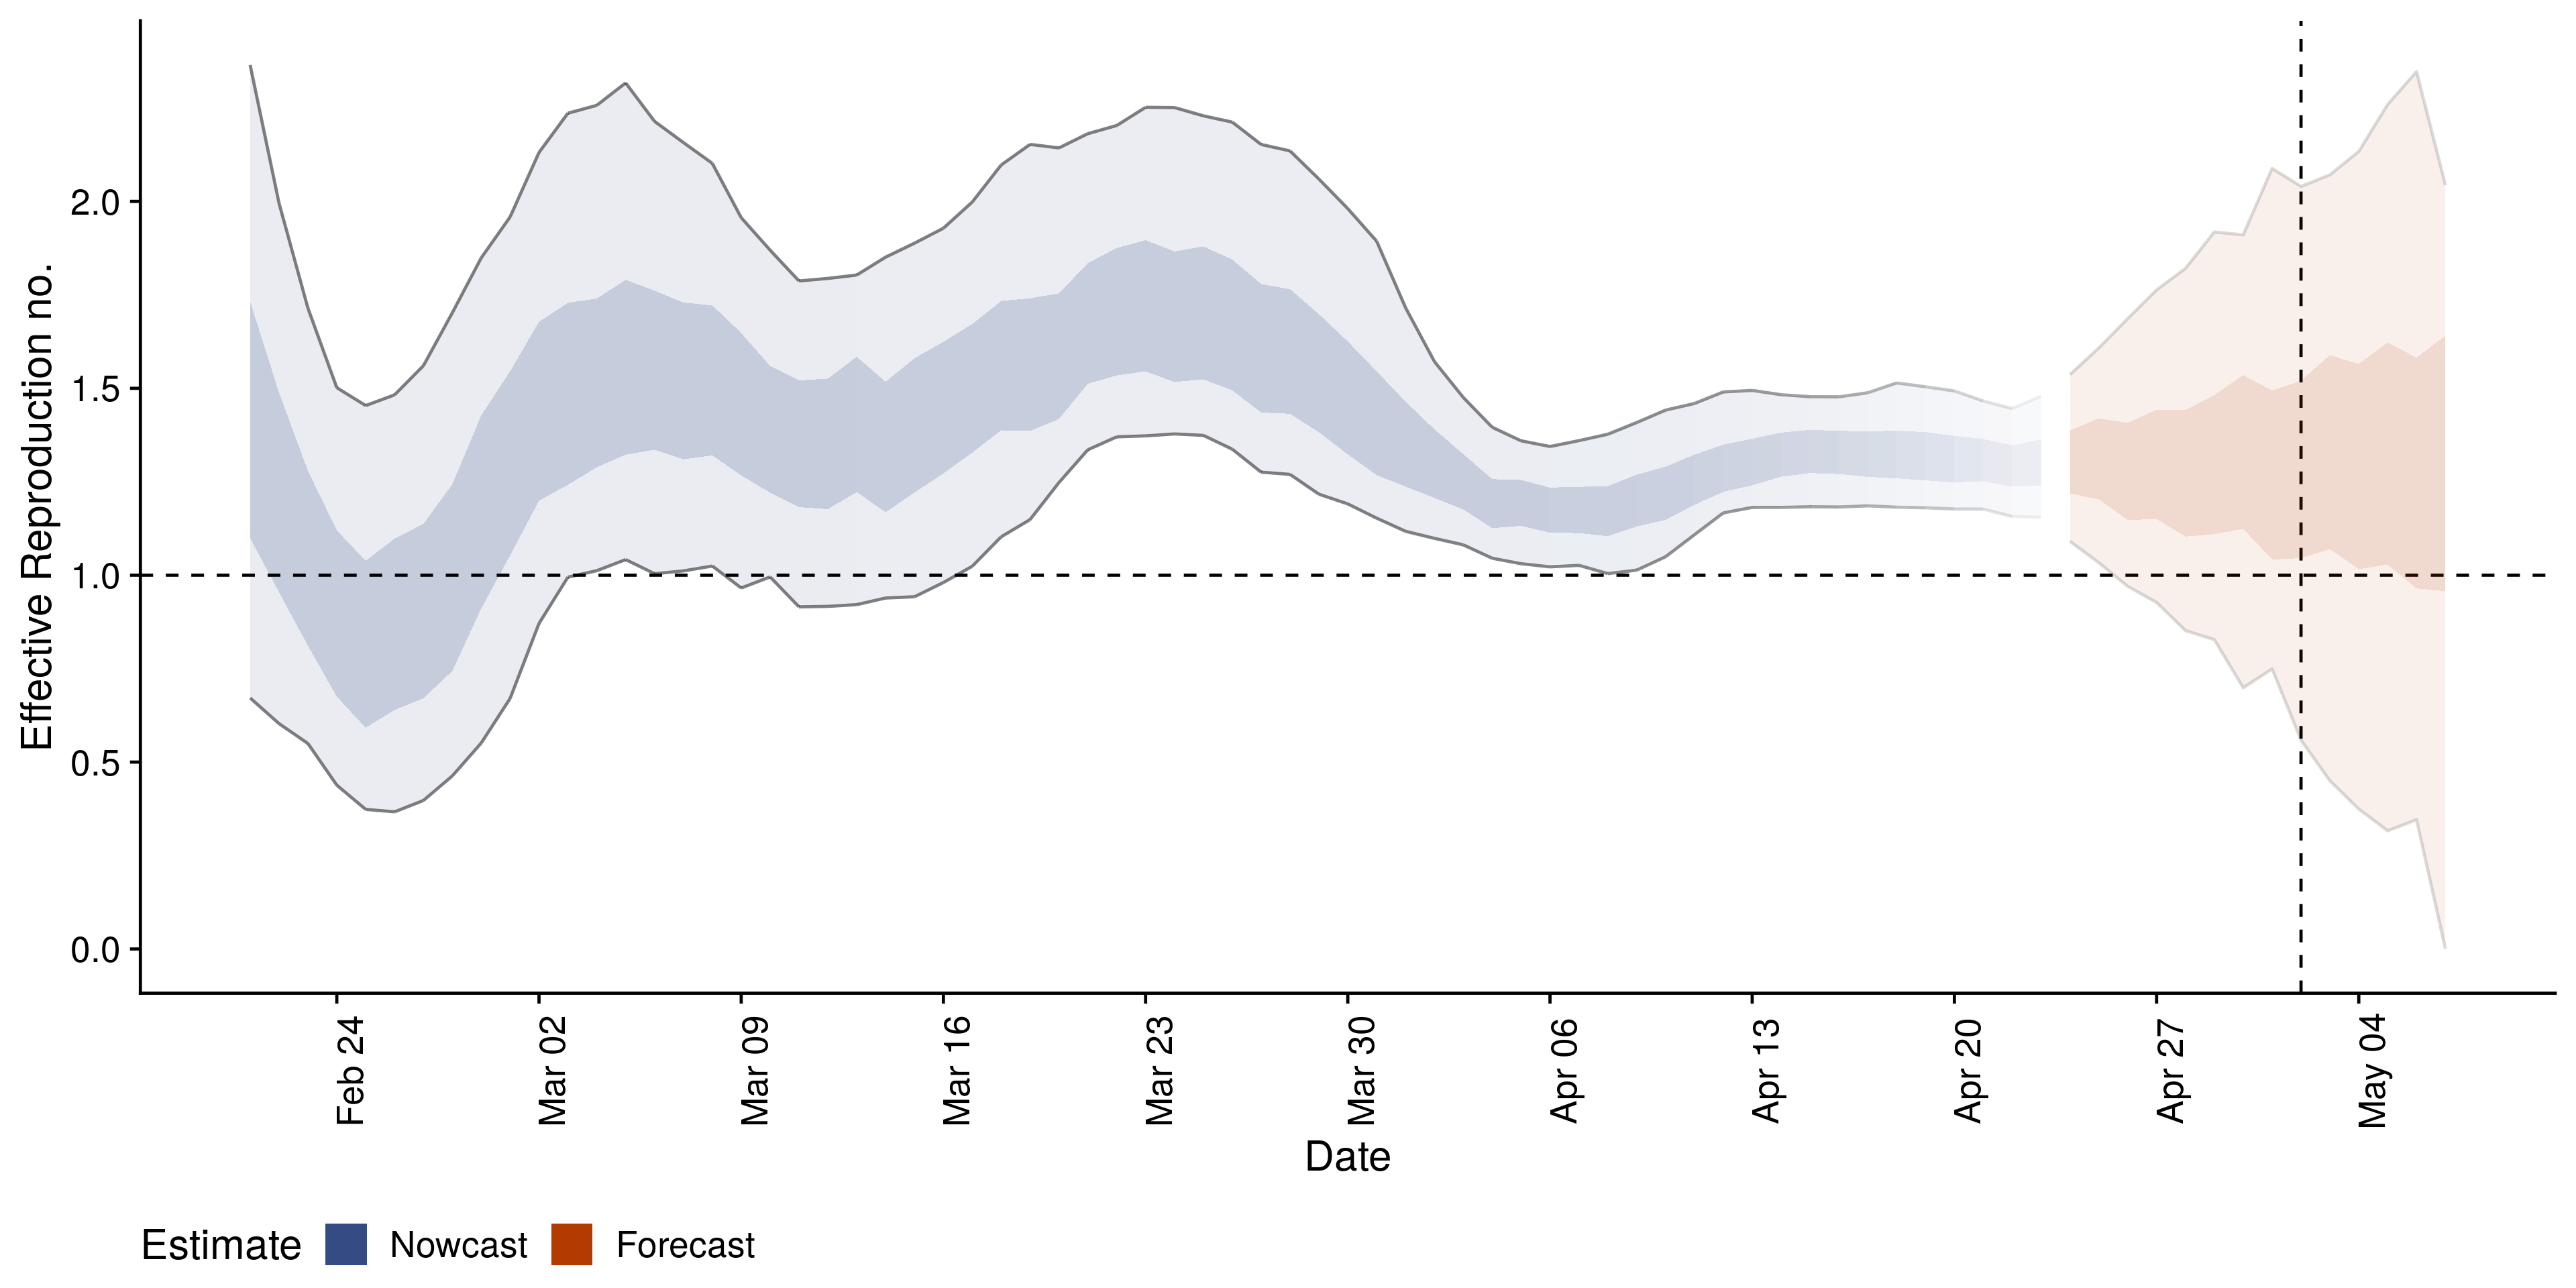 Effective Reproduction no.
2.0
1.5
1.0
0.5
0.0
Feb 24
Mar 02
Mar 09
Mar 16
Mar 23
Mar 30
Apr 06
Apr 13
Apr 20
Apr 27
May 04
Date
Estimate Nowcast Forecast